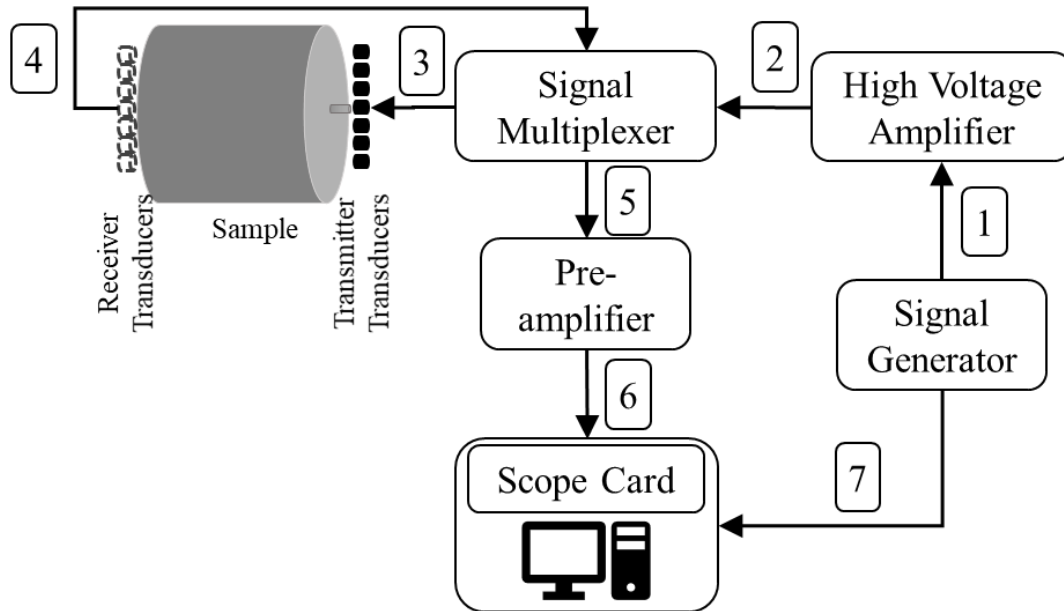 4
3
2
Signal
Multiplexer
High Voltage
Amplifier
Receiver
Transducers
Sample
Transmitter
Transducers
5
1
Pre-
amplifier
Signal
Generator
6
Scope Card
7